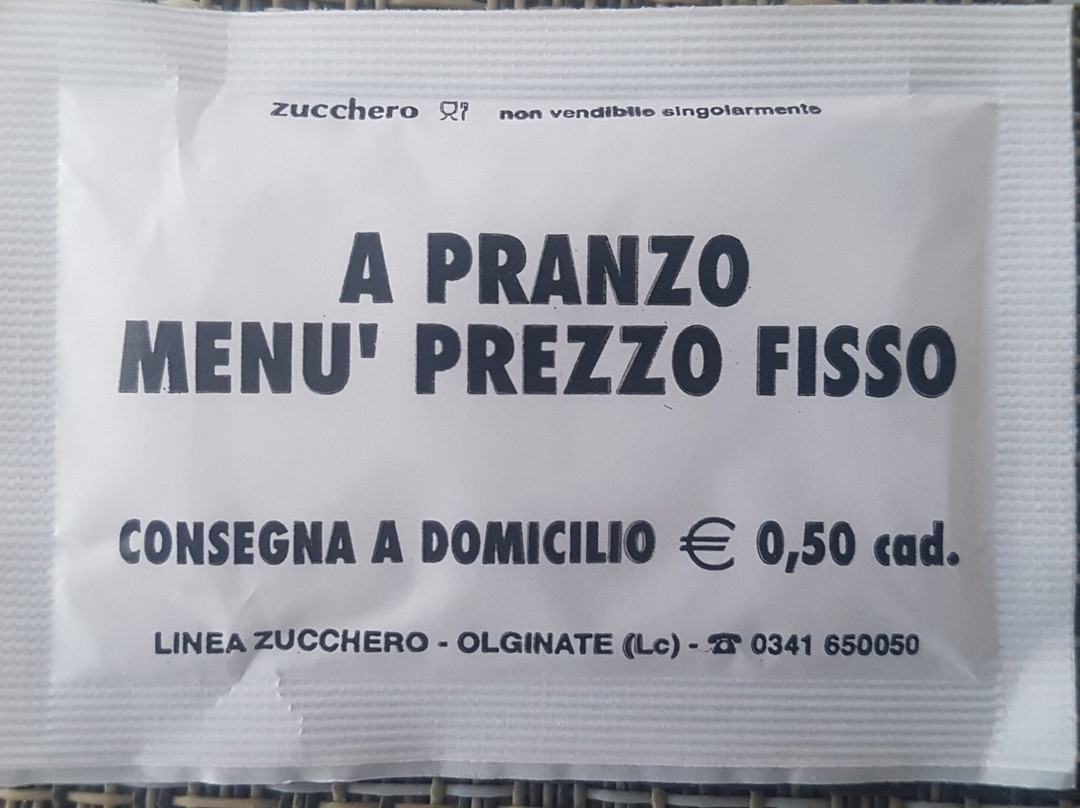 zucchero non vendibile singolarmente
A PRANZO
MENU' PREZZO FISSO
CONSEGNA A DOMICILIO € 0,50 cad.
LINEA ZUCCHERO - OLGINATE (Lc) - ☎ 0341 650050